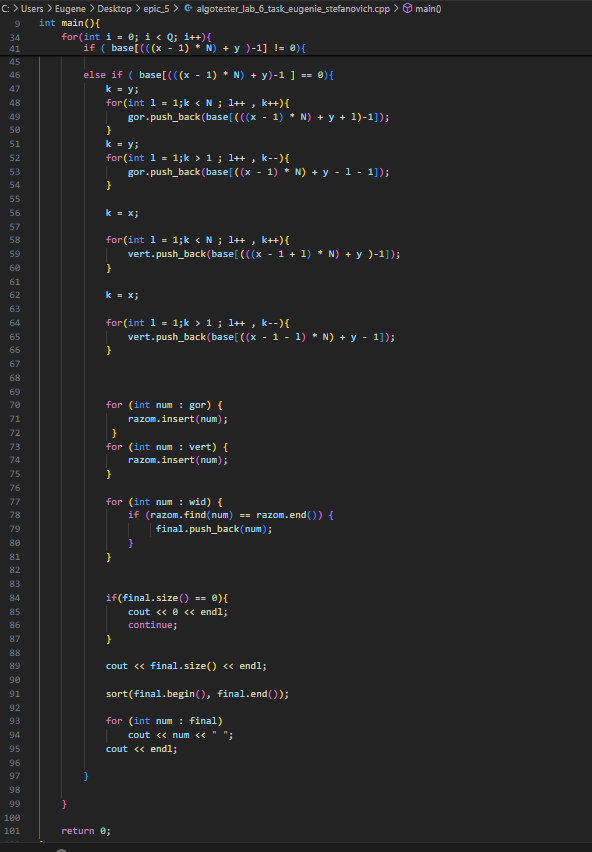 C: > Users > Eugene > Desktop > epic_5 > algotester_lab_6_task_eugenie_stefanovich.cpp > main()
9 int main(){
34 for(int i = 0; i < Q; i++){
41 if ( base[(((x - 1) * N) + y )-1] != 0){
45
46 else if ( base[(((x - 1) * N) + y)-1 ] == 0){
47 k = y;
48 for(int l = 1;k < N ; l++ , k++){
49 gor.push_back(base[(((x - 1) * N) + y + l)-1]);
50 }
51 k = y;
52 for(int l = 1;k > 1 ; l++ , k--){
53 gor.push_back(base[((x - 1) * N) + y - l - 1]);
54 }
55
56 k = x;
57
58 for(int l = 1;k < N ; l++ , k++){
59 vert.push_back(base[(((x - 1 + l) * N) + y )-1]);
60 }
61
62 k = x;
63
64 for(int l = 1;k > 1 ; l++ , k--){
65 vert.push_back(base[((x - 1 - l) * N) + y - 1]);
66 }
67
68
69
70 for (int num : gor) {
71 razom.insert(num);
72 }
73 for (int num : vert) {
74 razom.insert(num);
75 }
76
77 for (int num : wid) {
78 if (razom.find(num) == razom.end()) {
79 final.push_back(num);
80 }
81 }
82
83
84 if(final.size() == 0){
85 cout << 0 << endl;
86 continue;
87 }
88
89 cout << final.size() << endl;
90
91 sort(final.begin(), final.end());
92
93 for (int num : final)
94 cout << num << " ";
95 cout << endl;
96
97 }
98
99 }
100
101 return 0;